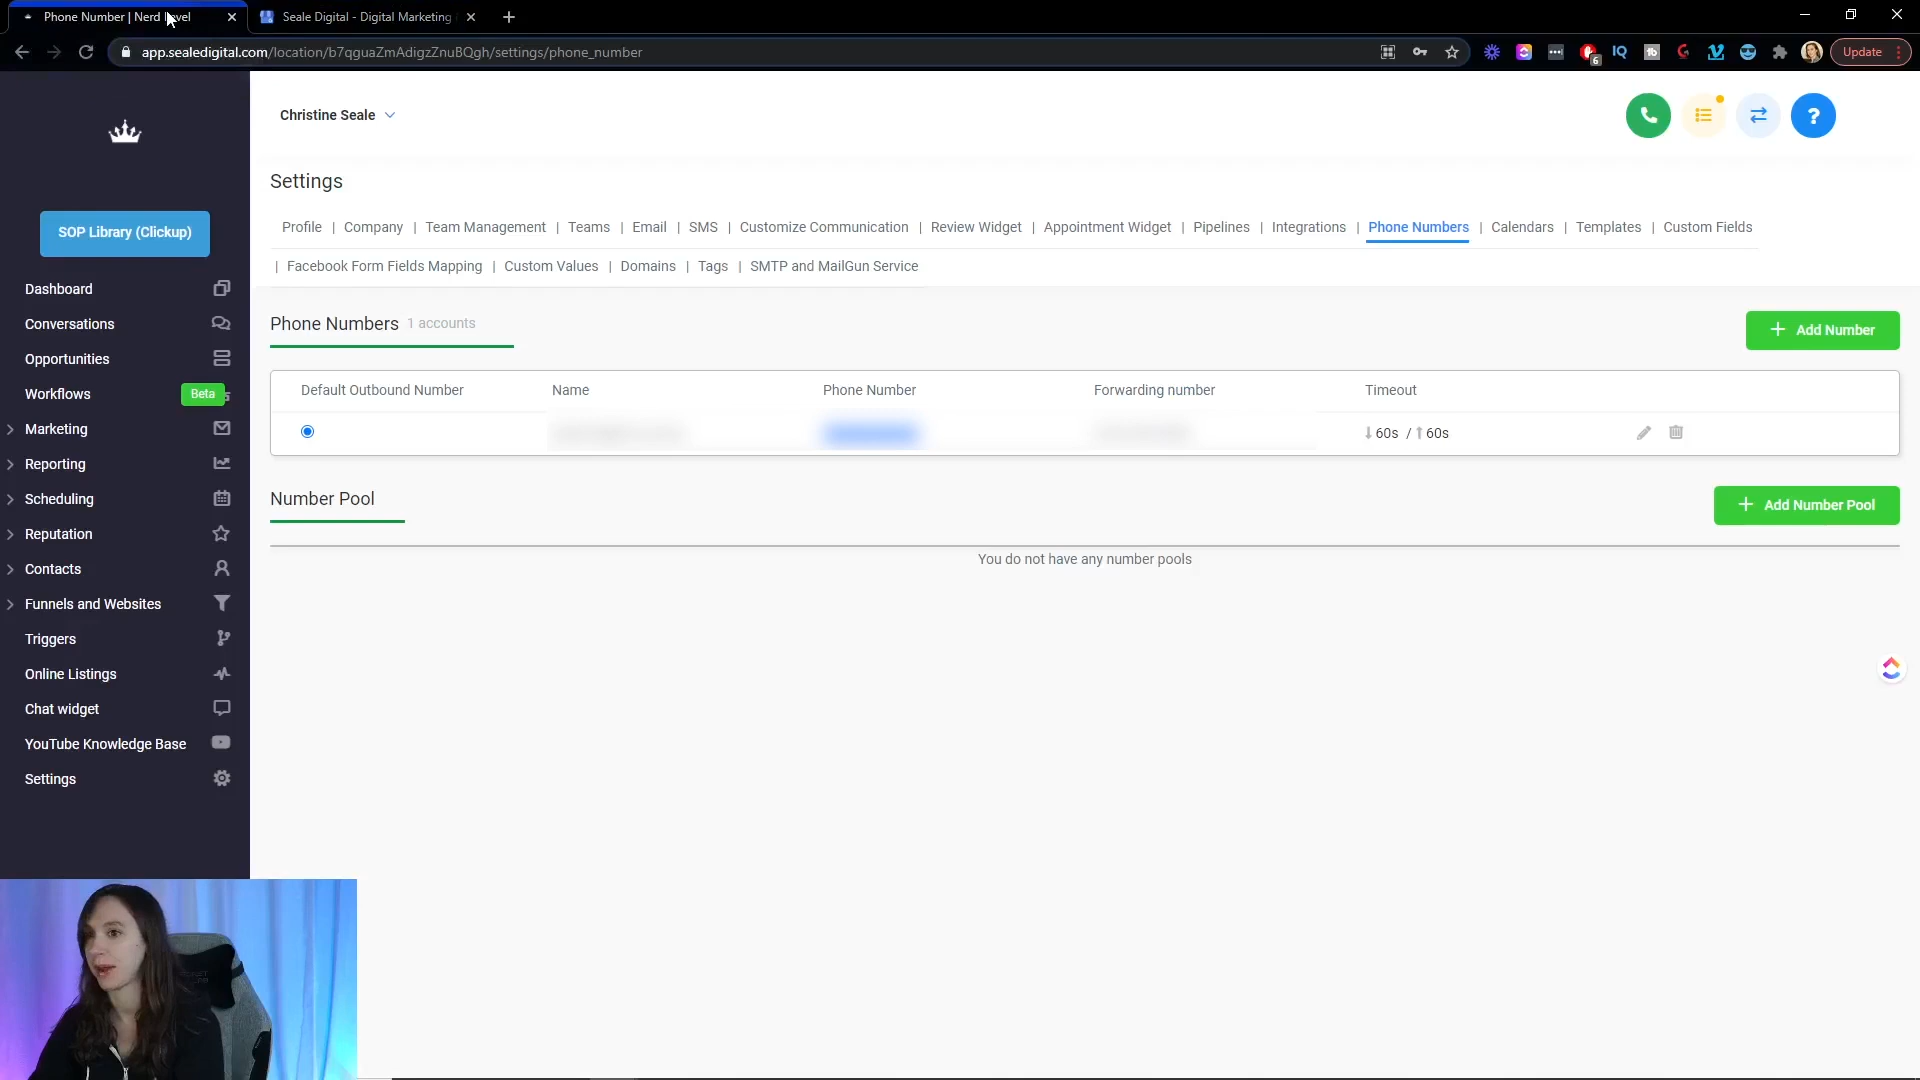 Phone Number | Nerd
Seale Digital - Digital Marketing
app.sealedigital.com/location/b7qguaZmAdigzZnuBQgh/settings/phone_number
6
IQ
Update
Christine Seale
?
SOP Library (Clickup)
Dashboard
Conversations
Opportunities
Workflows
Beta
Marketing
Reporting
Scheduling
Reputation
Contacts
Funnels and Websites
Triggers
Online Listings
Chat widget
YouTube Knowledge Base
Settings
Settings
Profile | Company | Team Management | Teams | Email | SMS | Customize Communication | Review Widget | Appointment Widget | Pipelines | Integrations | Phone Numbers | Calendars | Templates | Custom Fields
| Facebook Form Fields Mapping | Custom Values | Domains | Tags | SMTP and MailGun Service
Phone Numbers 1 accounts
+ Add Number
Default Outbound Number Name Phone Number Forwarding number Timeout
60s / 60s
Number Pool
+ Add Number Pool
You do not have any number pools